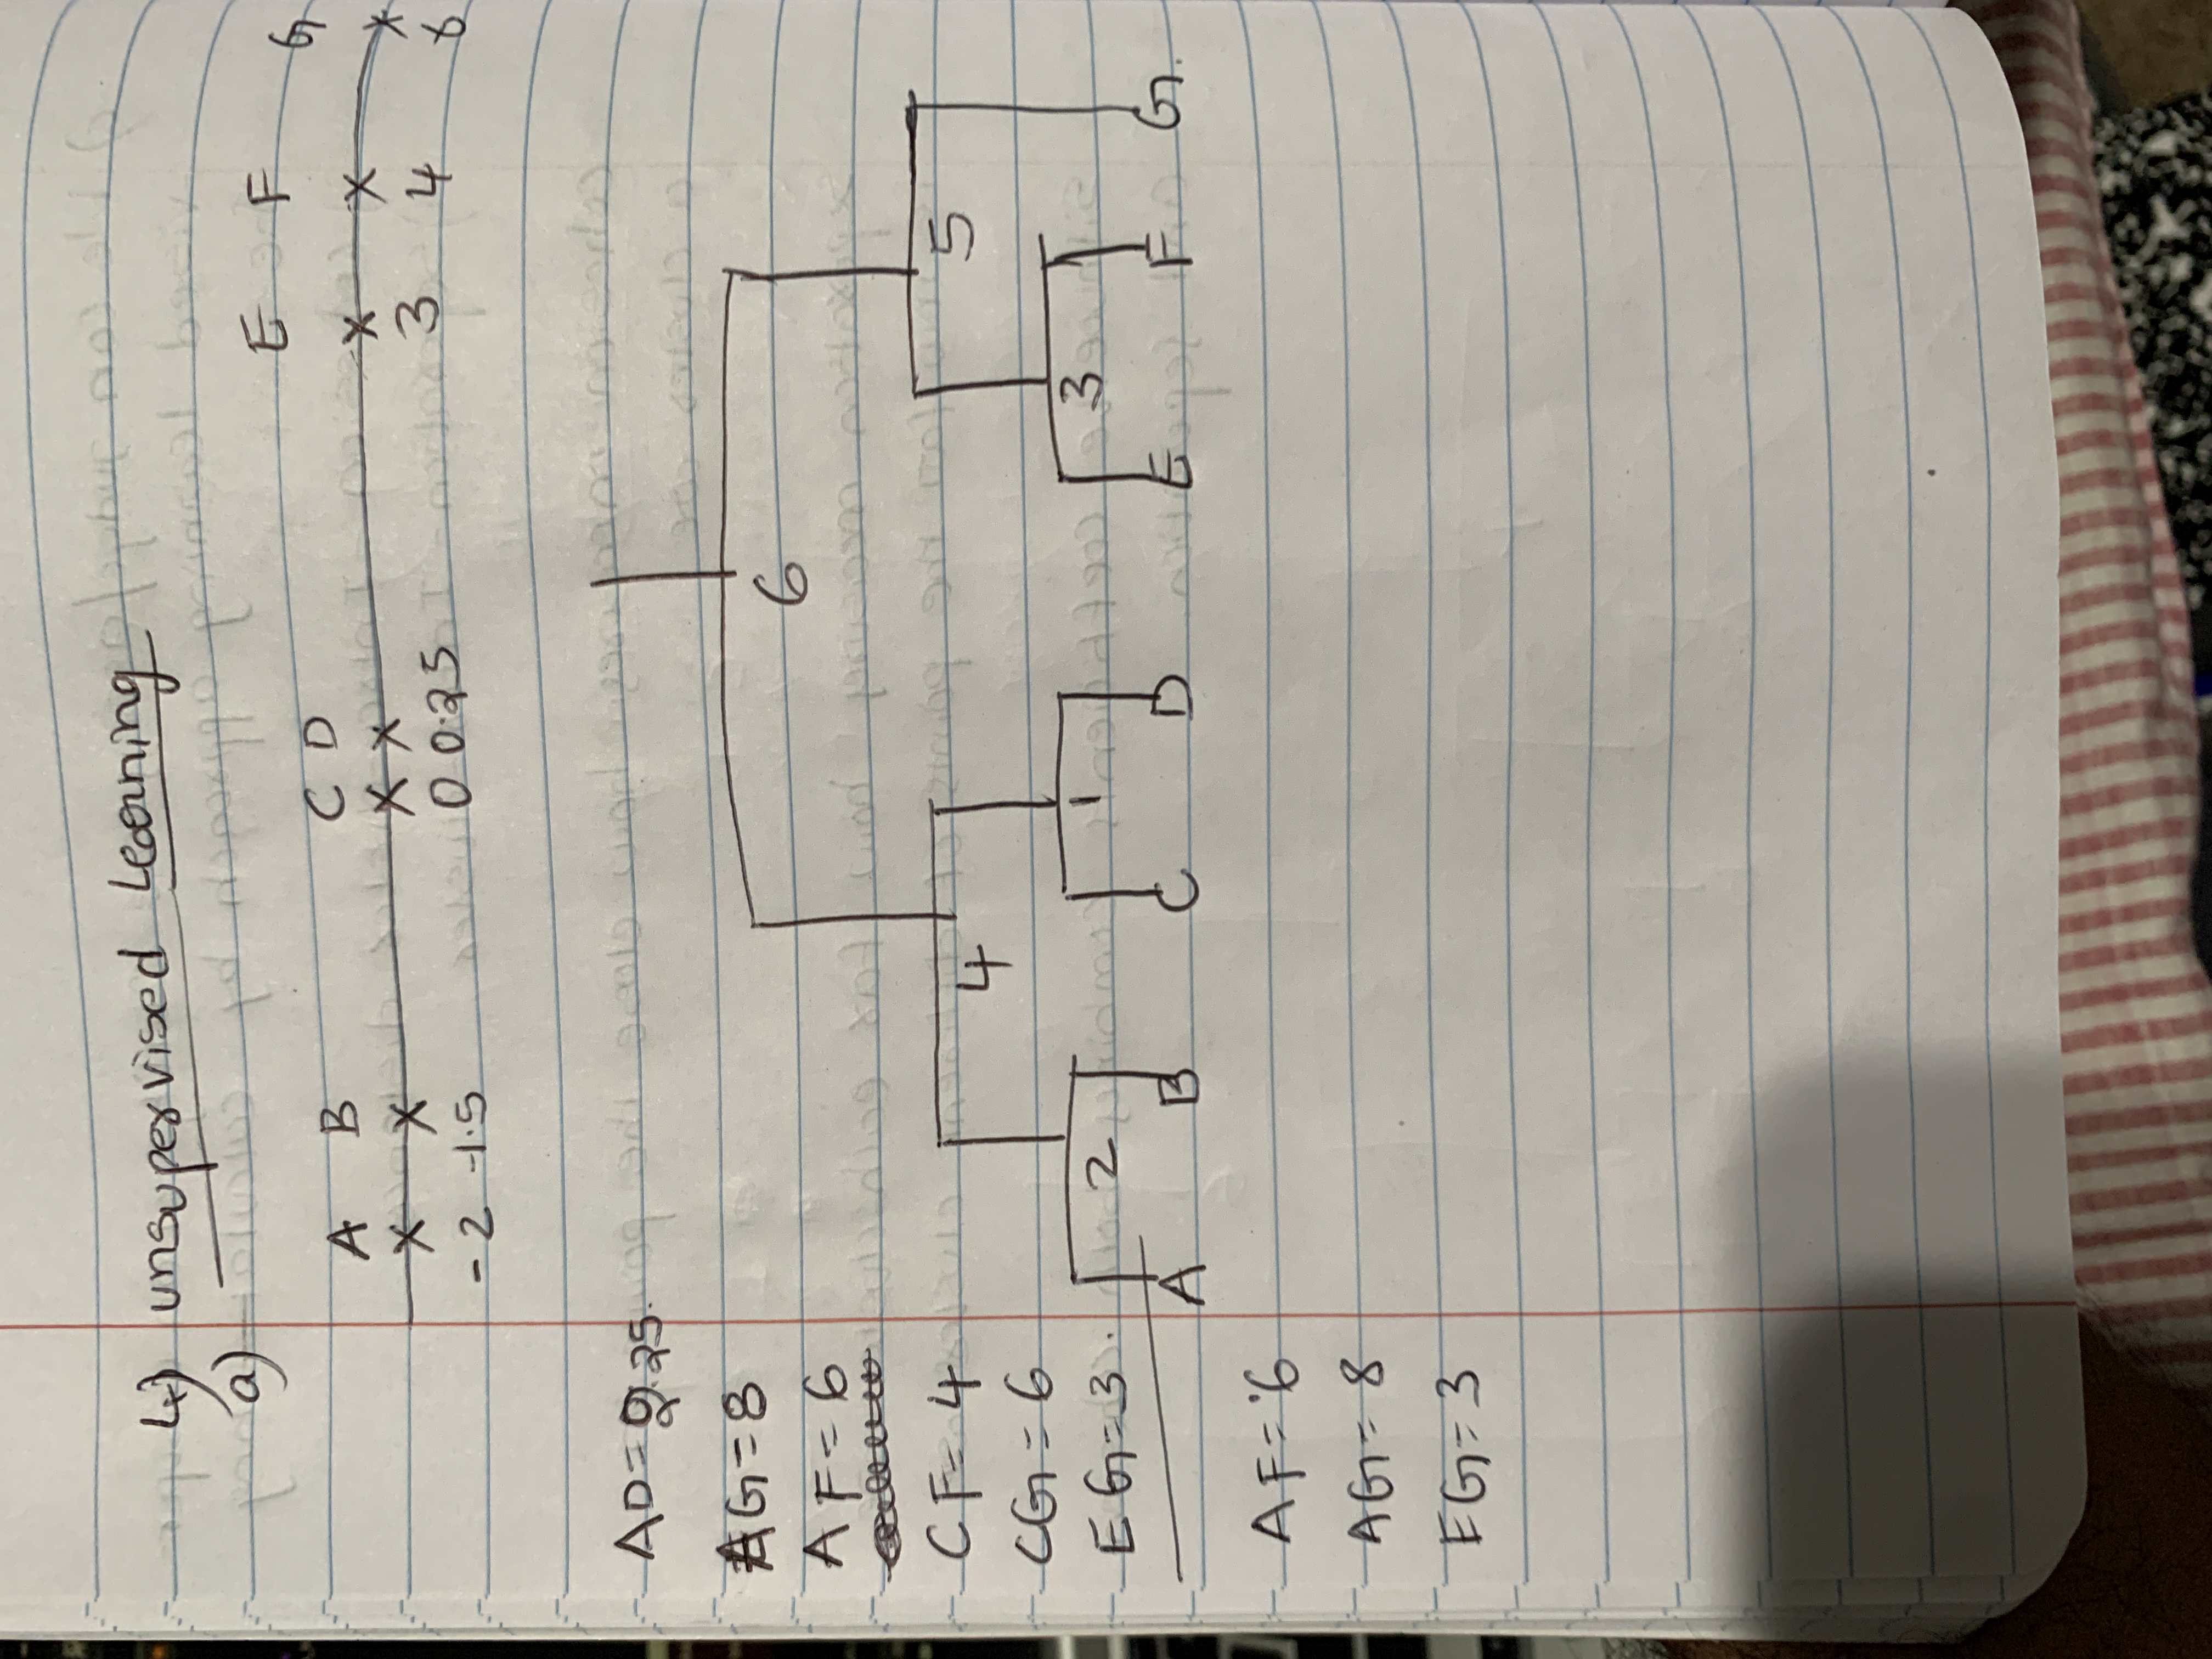 4) unsupervised Learning
a)
A B C D E F G
-2 -1.5 0 0.25 3 4 6
AD = 2.25.
AG = 8
AF = 6
CF = 4
CG = 6
EG = 3.
6
4 5
2 1 3
A B C D E F G.
AF = 6
AG = 8
EG = 3